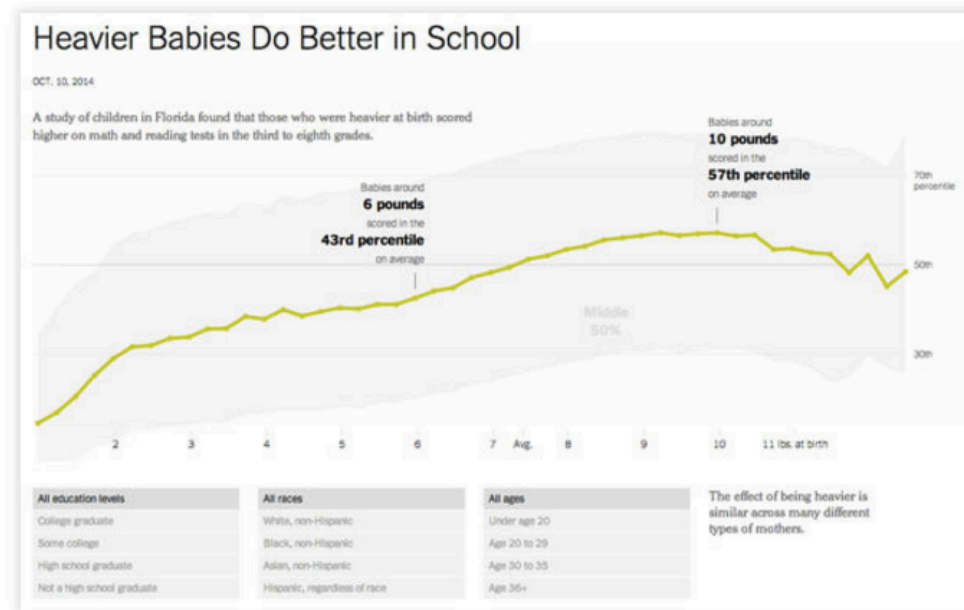 Heavier Babies Do Better in School
OCT. 10, 2014
A study of children in Florida found that those who were heavier at birth scored
higher on math and reading tests in the third to eighth grades.
Babies around
10 pounds
scored in the
57th percentile
on average
70th
percentile
Babies around
6 pounds
scored in the
43rd percentile
on average
50th
Middle
50%
30th
2
3
4
5
6
7
Avg.
8
9
10
11 lbs. at birth
All education levels
College graduate
Some college
High school graduate
Not a high school graduate
All races
White, non-Hispanic
Black, non-Hispanic
Asian, non-Hispanic
Hispanic, regardless of race
All ages
Under age 20
Age 20 to 29
Age 30 to 35
Age 36+
The effect of being heavier is
similar across many different
types of mothers.